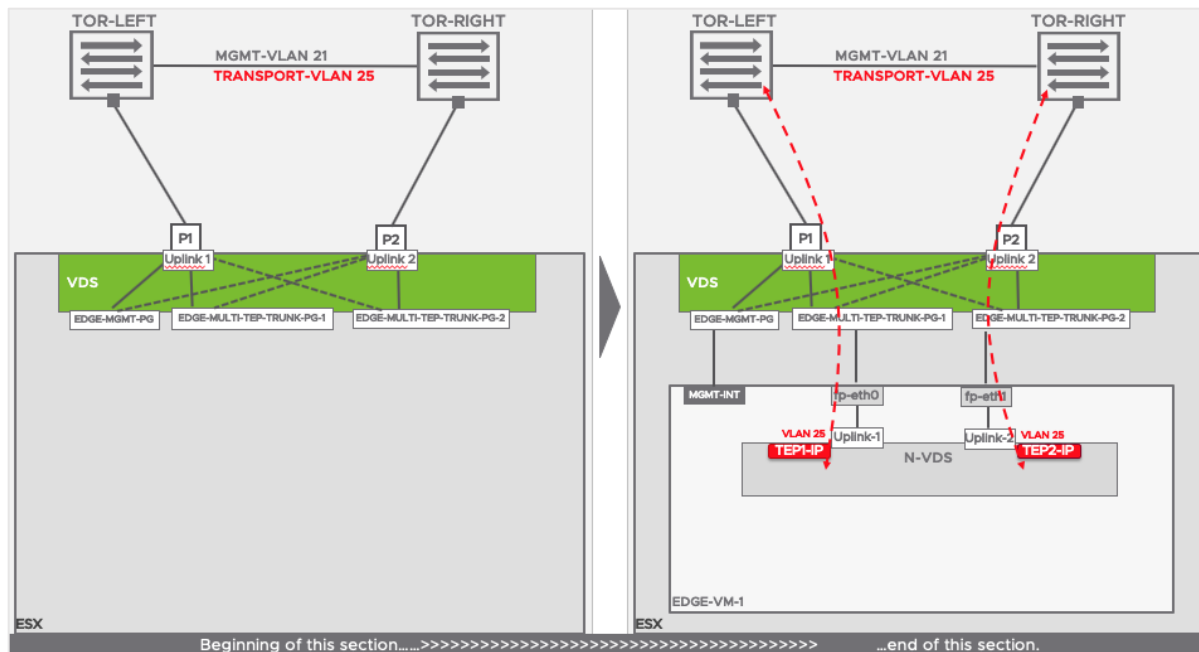 TOR-LEFT
TOR-RIGHT
MGMT-VLAN 21
TRANSPORT-VLAN 25
P1
P2
Uplink 1
Uplink 2
VDS
EDGE-MGMT-PG
EDGE-MULTI-TEP-TRUNK-PG-1
EDGE-MULTI-TEP-TRUNK-PG-2
ESX
TOR-LEFT
TOR-RIGHT
MGMT-VLAN 21
TRANSPORT-VLAN 25
P1
P2
Uplink 1
Uplink 2
VDS
EDGE-MGMT-PG
EDGE-MULTI-TEP-TRUNK-PG-1
EDGE-MULTI-TEP-TRUNK-PG-2
MGMT-INT
fp-eth0
fp-eth1
VLAN 25
Uplink-1
Uplink-2
VLAN 25
TEP1-IP
N-VDS
TEP2-IP
EDGE-VM-1
ESX
Beginning of this section......>>>>>>>>>>>>>>>>>>>>>>>>>>>>>>>>>>>>>>>> ...end of this section.